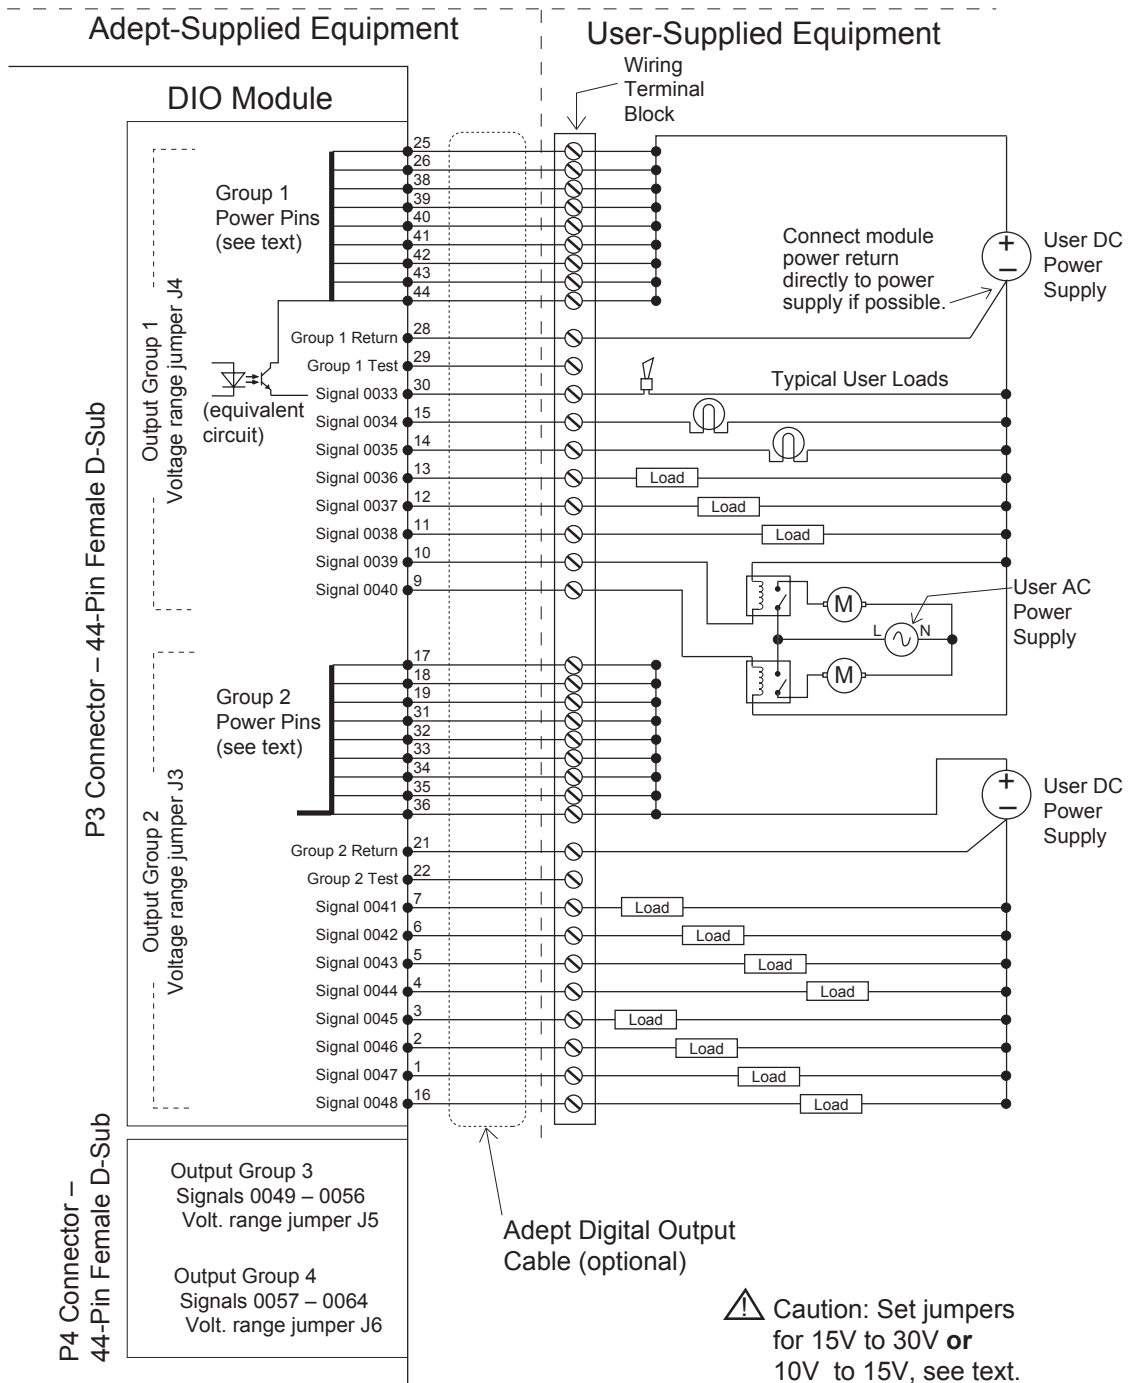 Adept-Supplied Equipment
User-Supplied Equipment
Wiring
Terminal
Block
DIO Module
25
26
38
39
40
41
42
43
44
Group 1
Power Pins
(see text)
Output Group 1
Voltage range jumper J4
Connect module
power return
directly to power
supply if possible.
+
–
User DC
Power
Supply
Group 1 Return
28
Group 1 Test
29
Signal 0033
30
(equivalent
circuit)
Typical User Loads
Signal 0034
15
Signal 0035
14
Signal 0036
13
Load
Signal 0037
12
Load
Signal 0038
11
Load
Signal 0039
10
Signal 0040
9
M
L
N
M
User AC
Power
Supply
P3 Connector – 44-Pin Female D-Sub
17
18
19
31
32
33
34
35
36
Group 2
Power Pins
(see text)
Output Group 2
Voltage range jumper J3
+
–
User DC
Power
Supply
Group 2 Return
21
Group 2 Test
22
Signal 0041
7
Load
Signal 0042
6
Load
Signal 0043
5
Load
Signal 0044
4
Load
Signal 0045
3
Load
Signal 0046
2
Load
Signal 0047
1
Load
Signal 0048
16
Load
P4 Connector –
44-Pin Female D-Sub
Output Group 3
Signals 0049 – 0056
Volt. range jumper J5
Output Group 4
Signals 0057 – 0064
Volt. range jumper J6
Adept Digital Output
Cable (optional)
! Caution: Set jumpers
for 15V to 30V or
10V to 15V, see text.